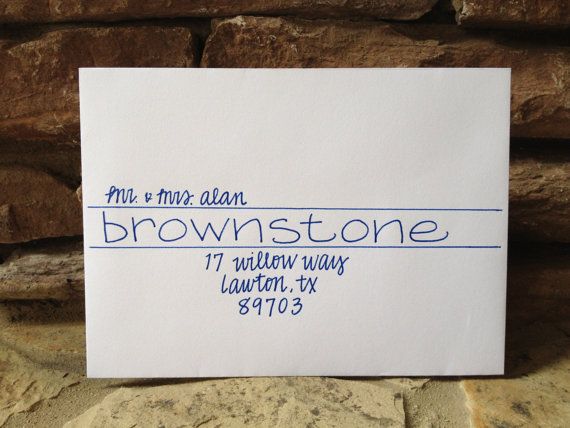 mr. & mrs. alan
brownstone
17 willow way
lawton, tx
89703